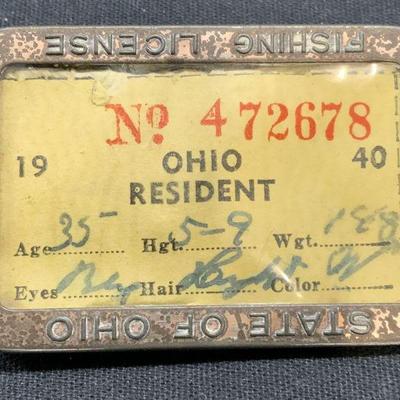 FISHING LICENSE
No 472678
19 OHIO 40
RESIDENT
Age 35 Hgt. 5-9 Wgt. 188
Eyes Hair Color W
STATE OF OHIO